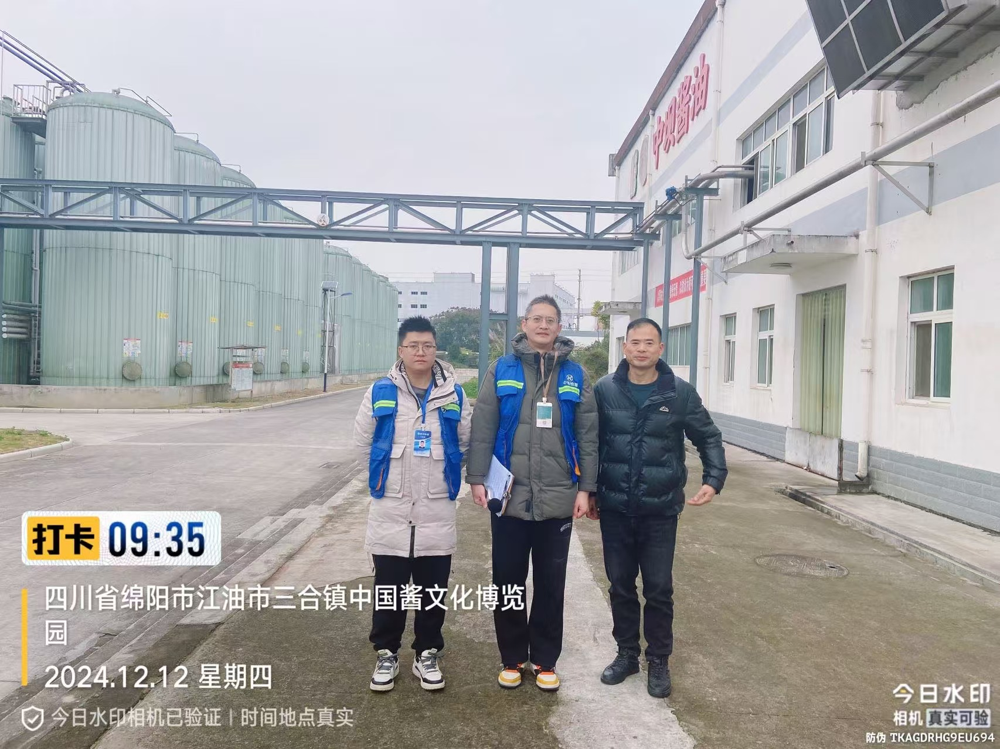 中坝酱油
打卡 09:35
四川省绵阳市江油市三合镇中国酱文化博览
园
2024.12.12 星期四
今日水印相机已验证 | 时间地点真实
今日水印
相机 真实可验
防伪 TKAGDRHG9EU694